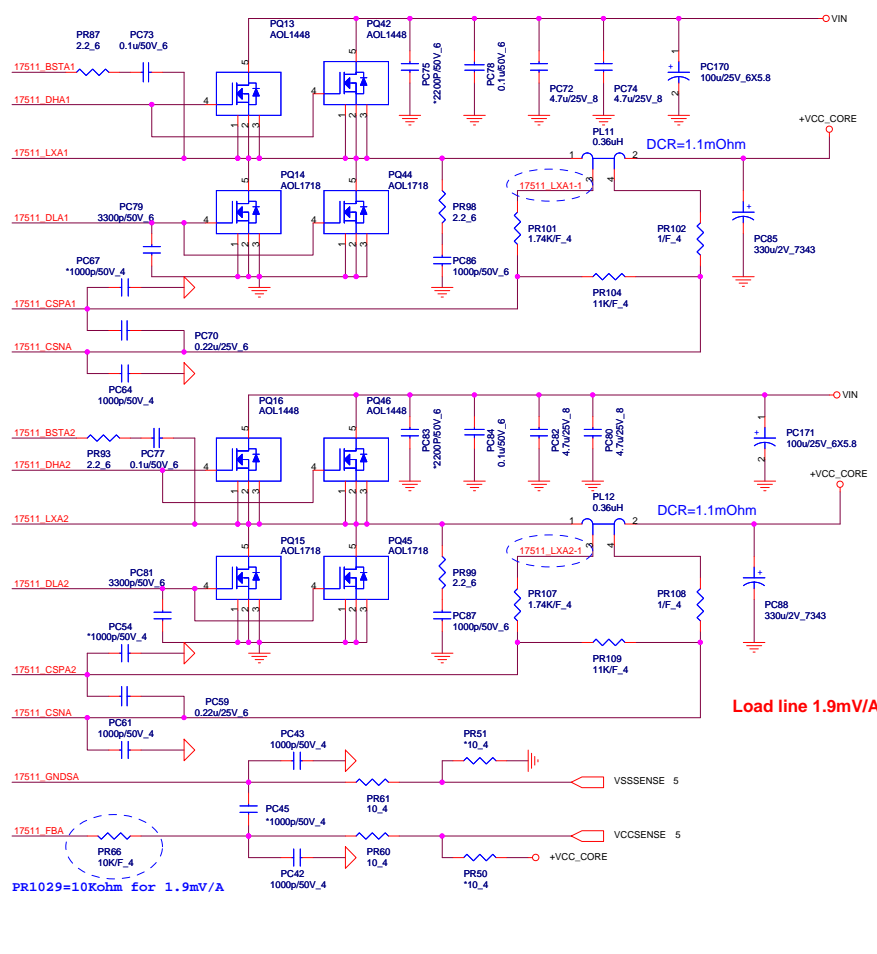 PQ13
AOL1448
PQ42
AOL1448
VIN
PR87
2.2_6
PC73
0.1u/50V_6
PC75
*2200P/50V_6
PC78
0.1u/50V_6
PC72
4.7u/25V_8
PC74
4.7u/25V_8
PC170
100u/25V_6X5.8
17511_BSTA1
17511_DHA1
17511_LXA1
+VCC_CORE
PL11
0.36uH
DCR=1.1mOhm
17511_LXA1-1
PQ14
AOL1718
PQ44
AOL1718
PC79
3300p/50V_6
17511_DLA1
PR98
2.2_6
PR101
1.74K/F_4
PR102
1/F_4
PC85
330u/2V_7343
PC67
*1000p/50V_4
PC86
1000p/50V_6
PR104
11K/F_4
17511_CSPA1
PC70
0.22u/25V_6
17511_CSNA
PC64
1000p/50V_4
PQ16
AOL1448
PQ46
AOL1448
VIN
17511_BSTA2
PR93
2.2_6
PC77
0.1u/50V_6
PC83
*2200P/50V_6
PC84
0.1u/50V_6
PC82
4.7u/25V_8
PC80
4.7u/25V_8
PC171
100u/25V_6X5.8
17511_DHA2
17511_LXA2
+VCC_CORE
PL12
0.36uH
DCR=1.1mOhm
17511_LXA2-1
PQ15
AOL1718
PQ45
AOL1718
PC81
3300p/50V_6
17511_DLA2
PR99
2.2_6
PR107
1.74K/F_4
PR108
1/F_4
PC88
330u/2V_7343
PC54
*1000p/50V_4
PC87
1000p/50V_6
PR109
11K/F_4
17511_CSPA2
PC59
0.22u/25V_6
17511_CSNA
PC61
1000p/50V_4
Load line 1.9mV/A
PC43
1000p/50V_4
PR51
*10_4
17511_GNDSA
PR61
10_4
VSSSENSE 5
PC45
*1000p/50V_4
17511_FBA
PR66
10K/F_4
PR60
10_4
VCCSENSE 5
PC42
1000p/50V_4
PR50
*10_4
+VCC_CORE
PR1029=10Kohm for 1.9mV/A